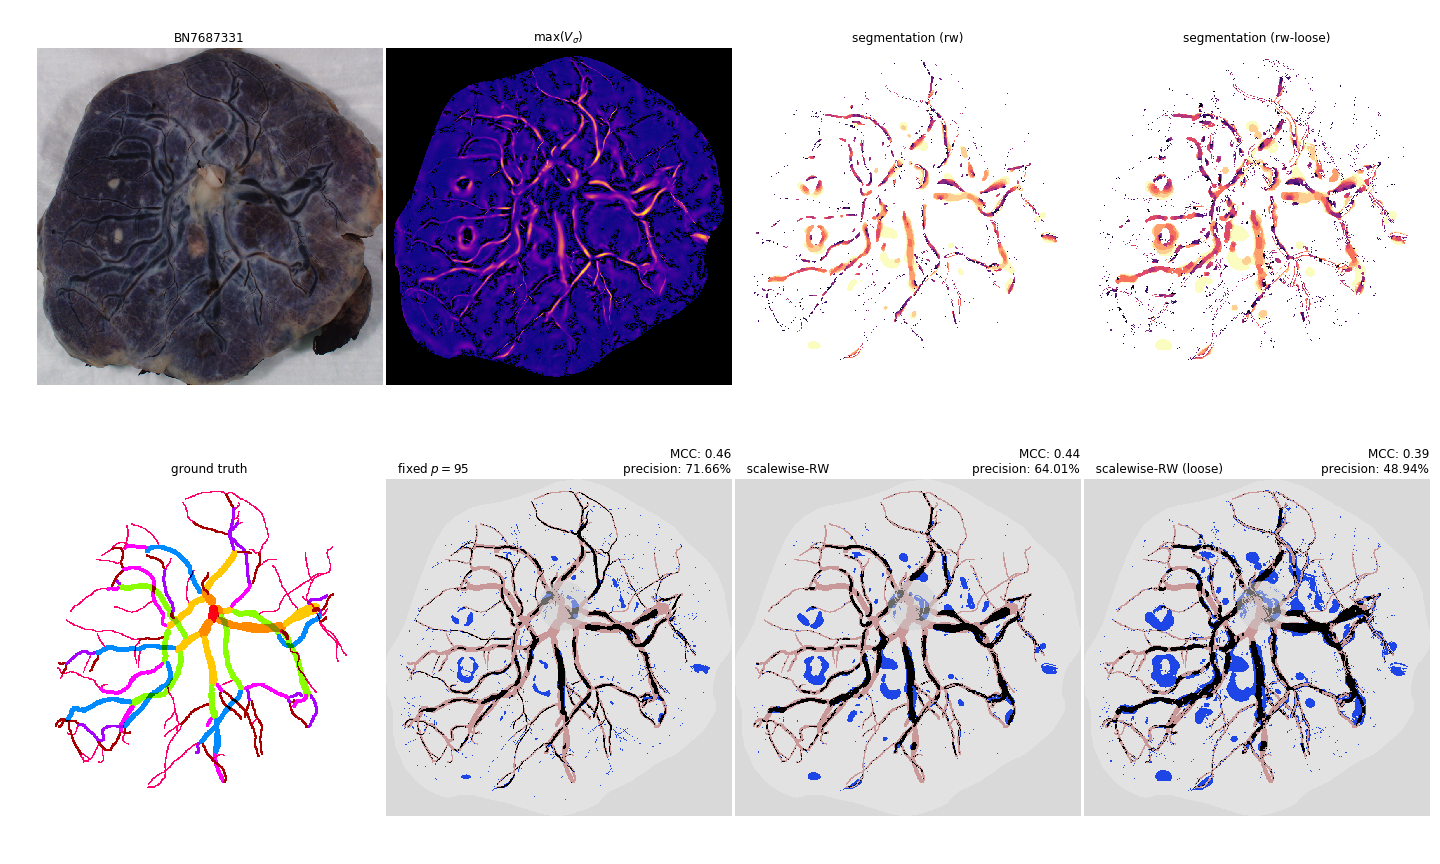 BN7687331
max(Vσ)
segmentation (rw)
segmentation (rw-loose)
ground truth
fixed p = 95
MCC: 0.46
precision: 71.66%
scalewise-RW
MCC: 0.44
precision: 64.01%
scalewise-RW (loose)
MCC: 0.39
precision: 48.94%